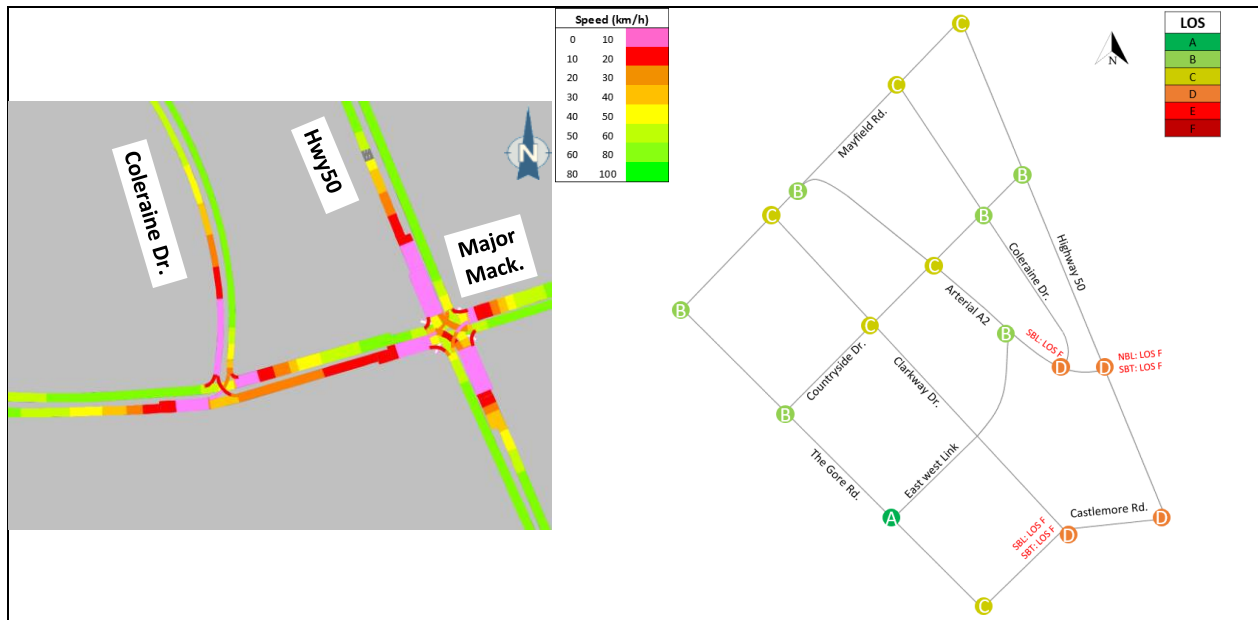 Speed (km/h)
0 10
10 20
20 30
30 40
40 50
50 60
60 80
80 100
Coleraine Dr.
Hwy50
Major
Mack.
N
LOS
A
B
C
D
E
F
N
C
C
Mayfield Rd.
B
B
C
B
Highway 50
C
Coleraine Dr.
Arterial A2
B
C
B
SBL: LOS F
D
D
NBL: LOS F
SBT: LOS F
Countryside Dr.
Clarkway Dr.
B
The Gore Rd.
East west Link
A
Castlemore Rd.
D
SBL: LOS F
SBT: LOS F
D
C